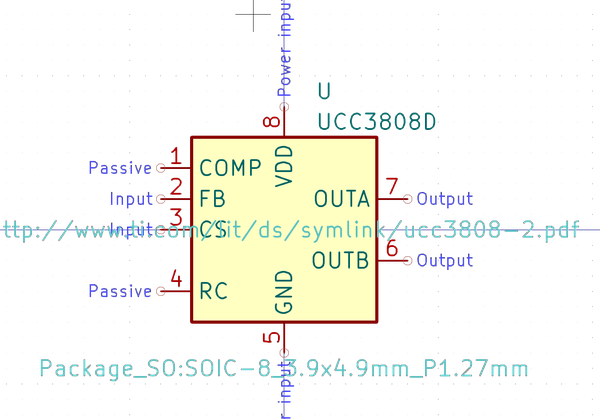 Power input
U
UCC3808D
8
VDD
Passive 1 COMP
Input 2 FB
OUTA 7 Output
Input 3 CS
ttp://www.ti.com/lit/ds/symlink/ucc3808-2.pdf
OUTB 6 Output
Passive 4 RC
GND
5
Package_SO:SOIC-8_3.9x4.9mm_P1.27mm
r input